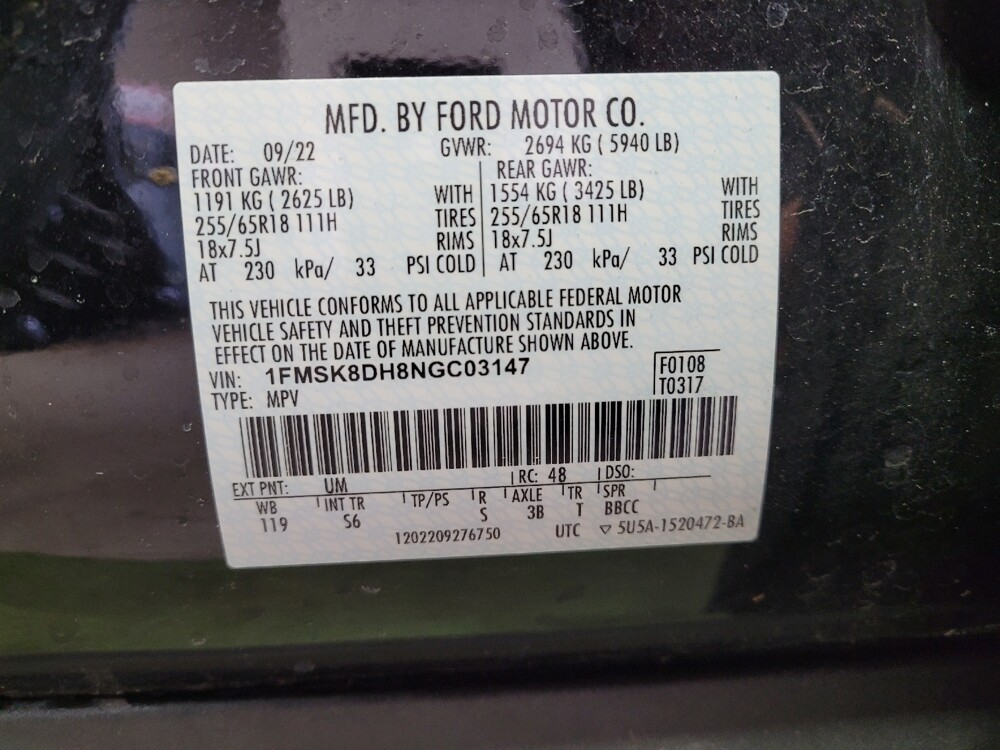 MFD. BY FORD MOTOR CO.
DATE: 09/22 GVWR: 2694 KG ( 5940 LB)
FRONT GAWR: REAR GAWR:
1191 KG ( 2625 LB) WITH 1554 KG ( 3425 LB) WITH
255/65R18 111H TIRES 255/65R18 111H TIRES
18x7.5J RIMS 18x7.5J RIMS
AT 230 kPa/ 33 PSI COLD AT 230 kPa/ 33 PSI COLD
THIS VEHICLE CONFORMS TO ALL APPLICABLE FEDERAL MOTOR
VEHICLE SAFETY AND THEFT PREVENTION STANDARDS IN
EFFECT ON THE DATE OF MANUFACTURE SHOWN ABOVE.
VIN: 1FMSK8DH8NGC03147 F0108
TYPE: MPV T0317
EXT PNT: UM RC: 48 DSO:
WB INT TR TP/PS R AXLE TR SPR
119 S6 S 3B T BBCC
1202209276750 UTC ▽ 5U5A-1520472-BA